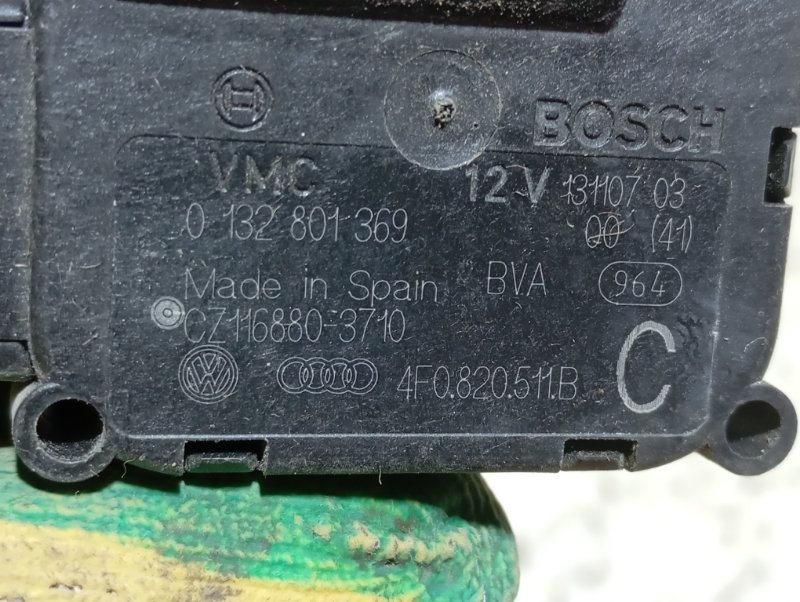 BOSCH
VMC 12 V 131107 03
0 132 801 369 00 (41)
Made in Spain BVA 964
CZ116880-3710
4F0.820.511.B C